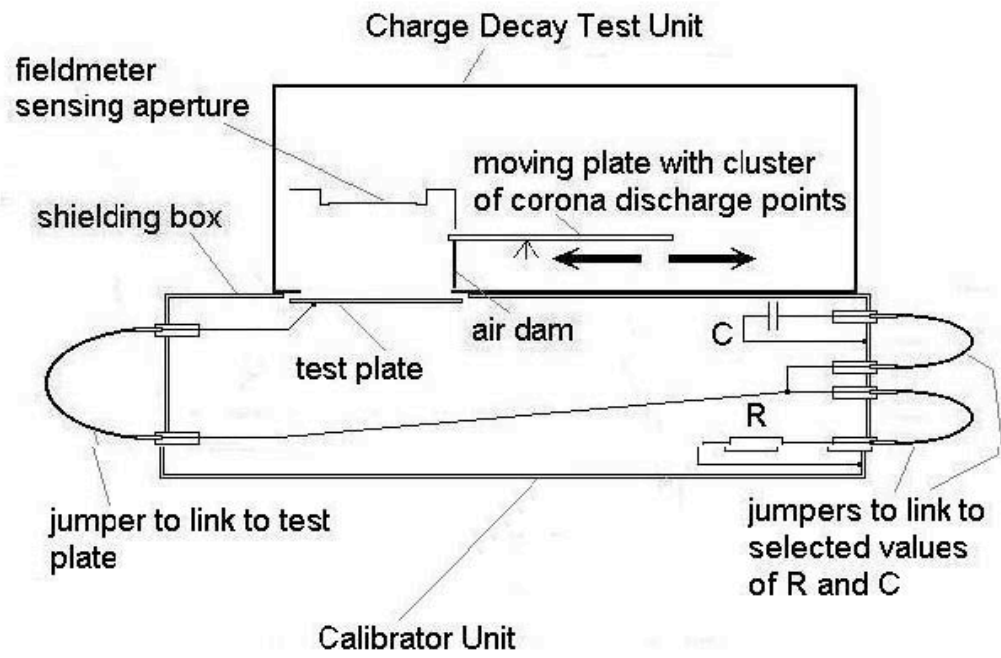 Charge Decay Test Unit
fieldmeter
sensing aperture
moving plate with cluster
of corona discharge points
shielding box
air dam
C
test plate
R
jumper to link to test
plate
jumpers to link to
selected values
of R and C
Calibrator Unit